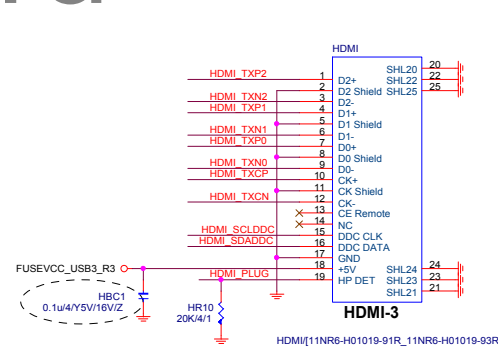 HDMI
HDMI_TXP2 1 D2+ SHL20 20
2 D2 Shield SHL22 22
HDMI_TXN2 3 D2- SHL25 25
HDMI_TXP1 4 D1+
5 D1 Shield
HDMI_TXN1 6 D1-
HDMI_TXP0 7 D0+
8 D0 Shield
HDMI_TXN0 9 D0-
HDMI_TXCP 10 CK+
11 CK Shield
HDMI_TXCN 12 CK-
13 CE Remote
14 NC
HDMI_SCLDDC 15 DDC CLK
HDMI_SDADDC 16 DDC DATA
17 GND
FUSEVCC_USB3_R3 18 +5V SHL24 24
HDMI_PLUG 19 HP DET SHL23 23
SHL21 21
HBC1
0.1u/4/Y5V/16V/Z
HR10
20K/4/1
HDMI-3
HDMI/[11NR6-H01019-91R_11NR6-H01019-93R